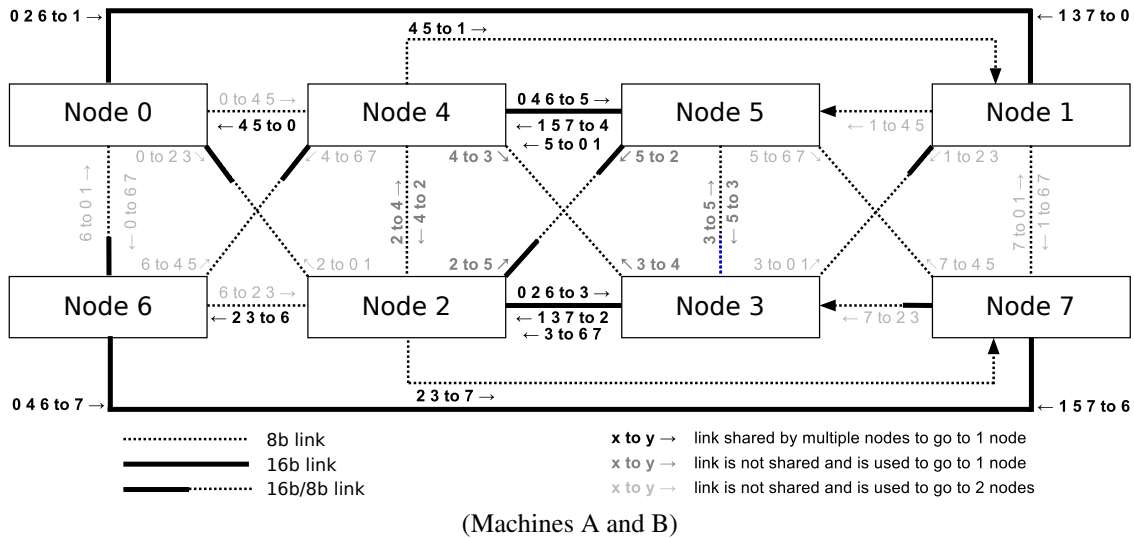 0 2 6 to 1 →
← 1 3 7 to 0
4 5 to 1 →
Node 0
0 to 4 5 →
← 4 5 to 0
Node 4
0 4 6 to 5 →
← 1 5 7 to 4
← 5 to 0 1
Node 5
← 1 to 4 5
Node 1
0 to 2 3 ↘
↙ 4 to 6 7
4 to 3 ↘
↙ 5 to 2
5 to 6 7 ↘
↙ 1 to 2 3
6 to 0 1 →
← 0 to 6 7
2 to 4 →
← 4 to 2
3 to 5 →
← 5 to 3
7 to 0 1 →
← 1 to 6 7
6 to 4 5 ↗
↖ 2 to 0 1
2 to 5 ↗
↖ 3 to 4
3 to 0 1 ↗
↖ 7 to 4 5
Node 6
6 to 2 3 →
← 2 3 to 6
Node 2
0 2 6 to 3 →
← 1 3 7 to 2
← 3 to 6 7
Node 3
← 7 to 2 3
Node 7
2 3 to 7 →
0 4 6 to 7 →
← 1 5 7 to 6
8b link
16b link
16b/8b link
x to y → link shared by multiple nodes to go to 1 node
x to y → link is not shared and is used to go to 1 node
x to y → link is not shared and is used to go to 2 nodes
(Machines A and B)